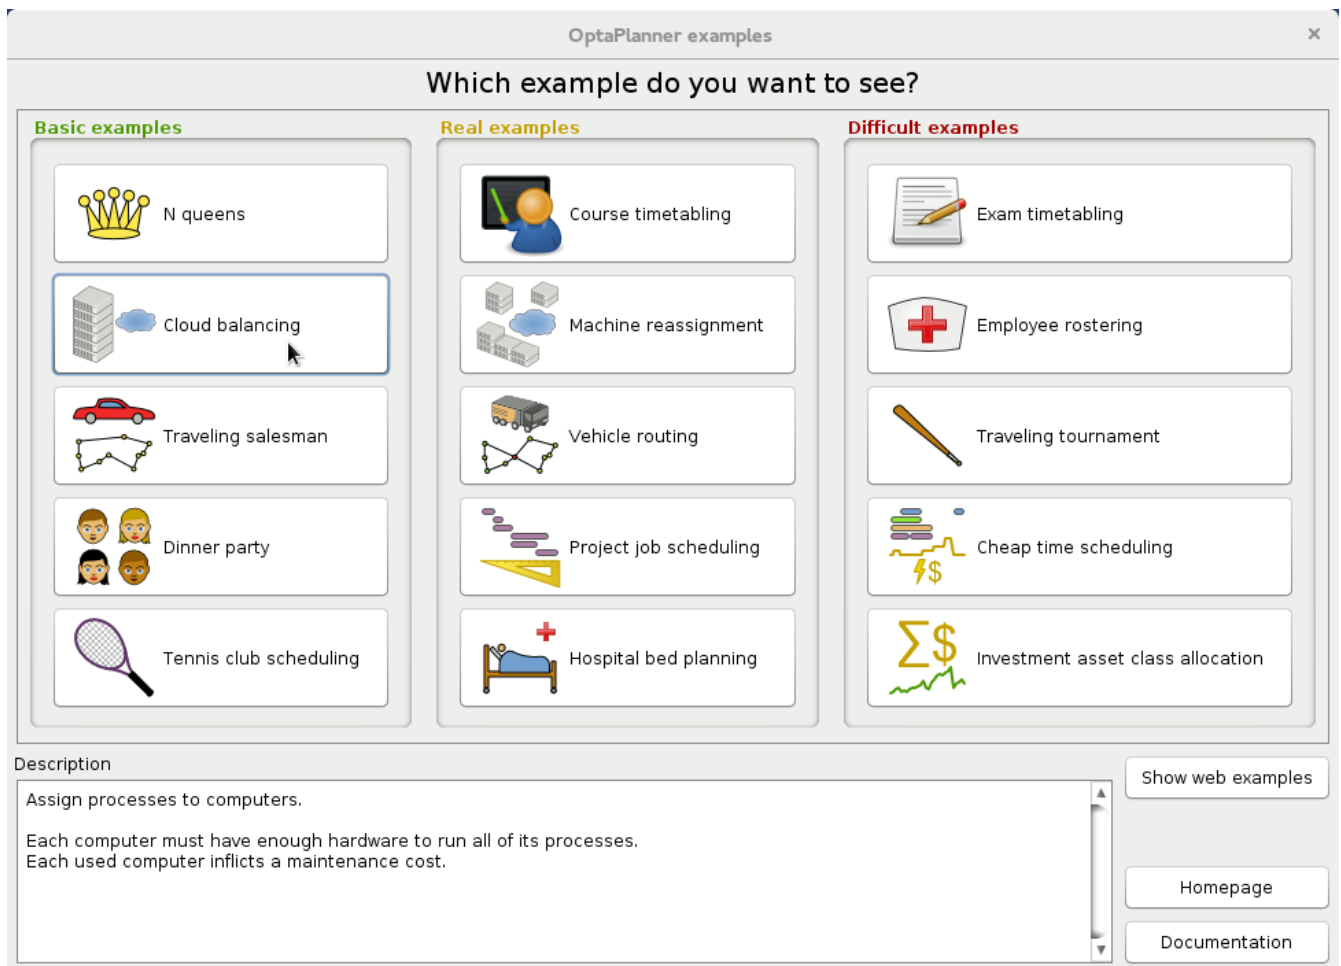 OptaPlanner examples
Which example do you want to see?
Basic examples
N queens
Cloud balancing
Traveling salesman
Dinner party
Tennis club scheduling
Real examples
Course timetabling
Machine reassignment
Vehicle routing
Project job scheduling
Hospital bed planning
Difficult examples
Exam timetabling
Employee rostering
Traveling tournament
Cheap time scheduling
Σ$
Investment asset class allocation
Description
Assign processes to computers.
Each computer must have enough hardware to run all of its processes.
Each used computer inflicts a maintenance cost.
Show web examples
Homepage
Documentation